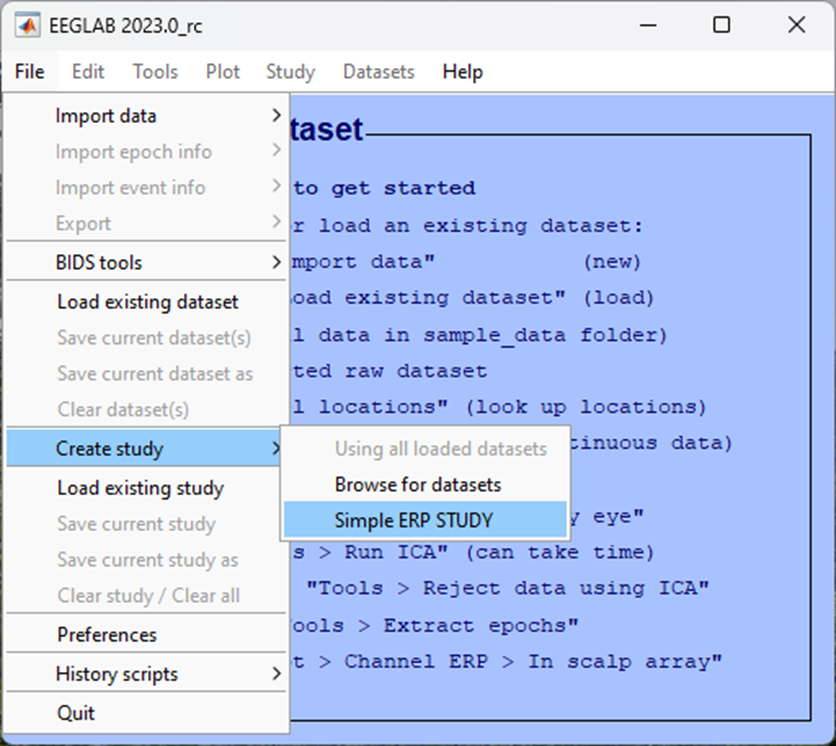 EEGLAB 2023.0_rc
File Edit Tools Plot Study Datasets Help
Import data
Import epoch info
Import event info
Export
BIDS tools
Load existing dataset
Save current dataset(s)
Save current dataset as
Clear dataset(s)
Create study
Load existing study
Save current study
Save current study as
Clear study / Clear all
Preferences
History scripts
Quit
Using all loaded datasets
Browse for datasets
Simple ERP STUDY
taset
to get started
r load an existing dataset:
mport data" (new)
oad existing dataset" (load)
l data in sample_data folder)
ted raw dataset
l locations" (look up locations)
tinuous data)
y eye"
s > Run ICA" (can take time)
"Tools > Reject data using ICA"
ools > Extract epochs"
t > Channel ERP > In scalp array"